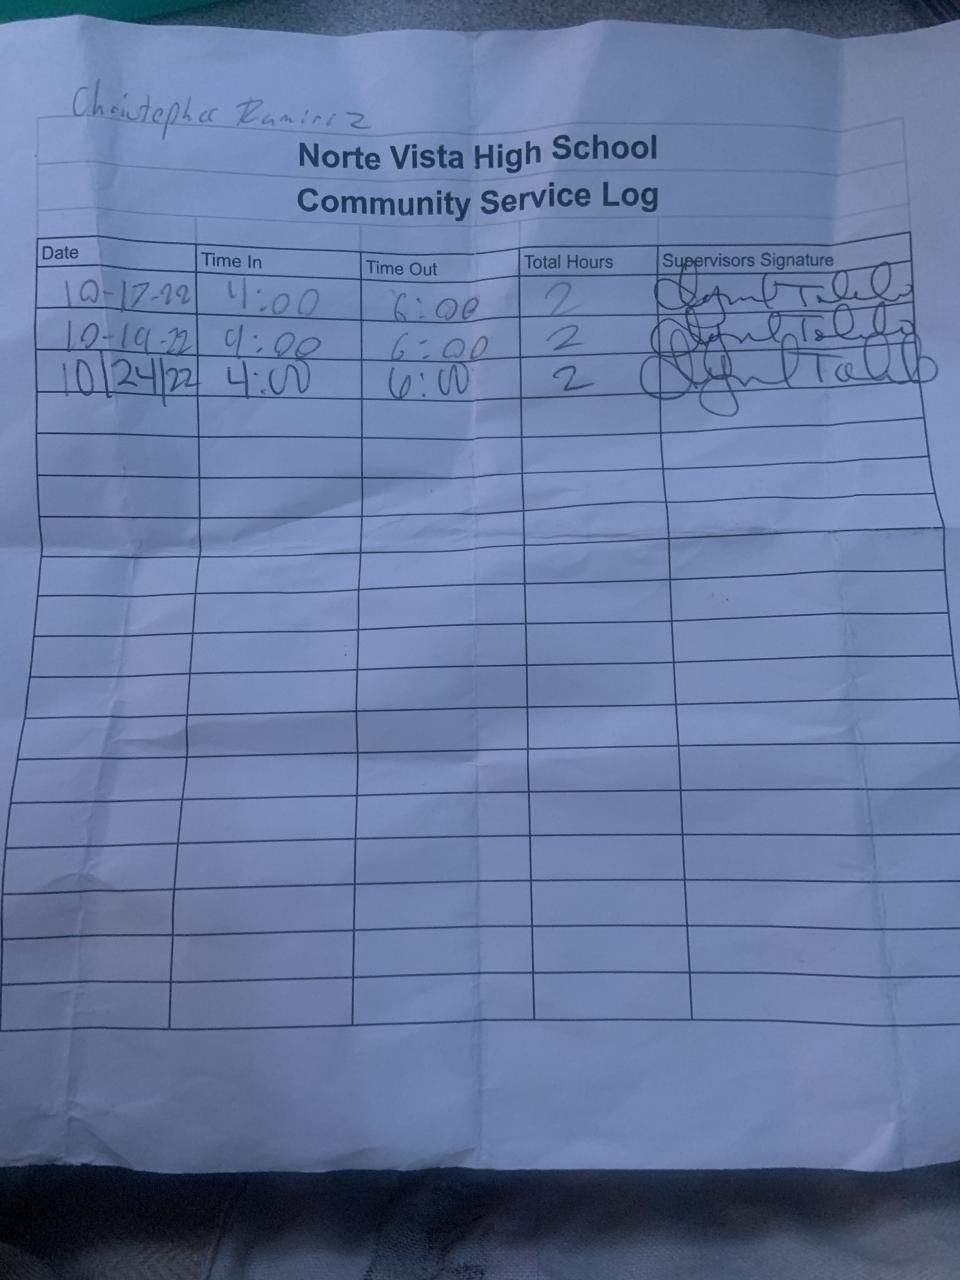 Christopher Ramirez
Norte Vista High School
Community Service Log
Date Time In Time Out Total Hours Supervisors Signature
10-17-22 4:00 6:00 2
10-19-22 4:00 6:00 2
10/24/22 4:00 6:00 2